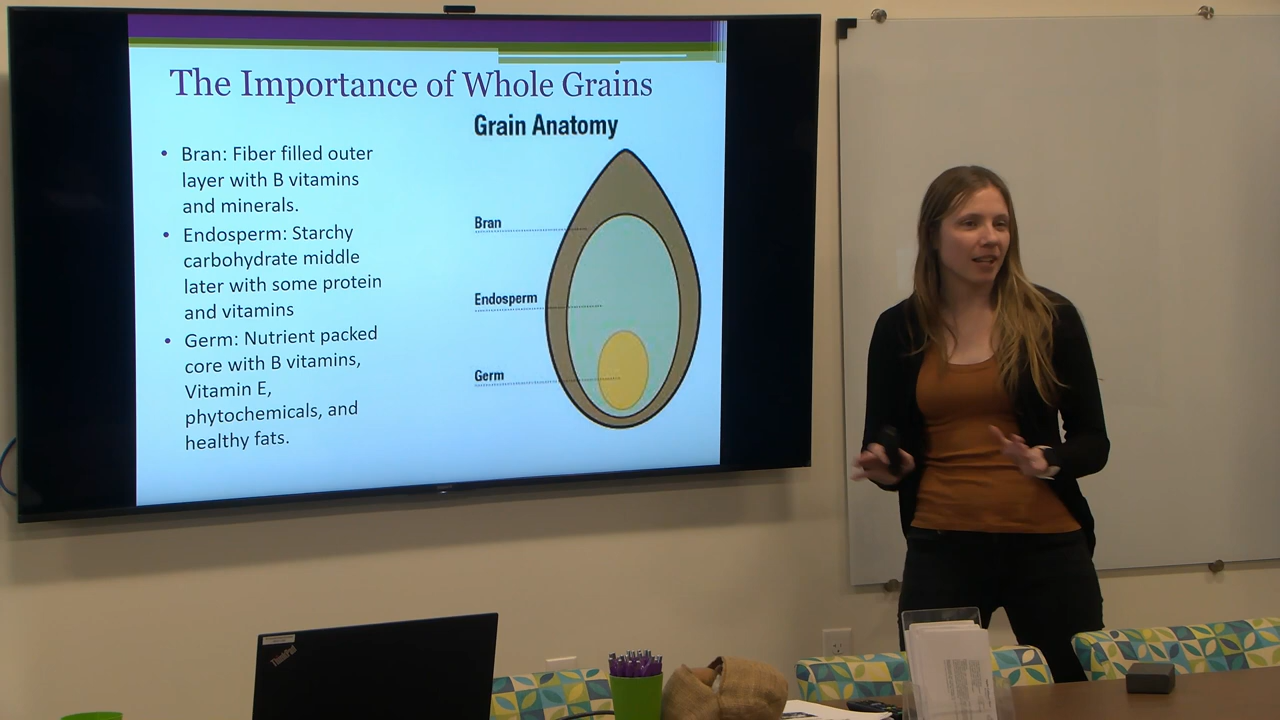 The Importance of Whole Grains
Grain Anatomy
• Bran: Fiber filled outer
layer with B vitamins
and minerals.
• Endosperm: Starchy
carbohydrate middle
later with some protein
and vitamins
• Germ: Nutrient packed
core with B vitamins,
Vitamin E,
phytochemicals, and
healthy fats.
Bran
Endosperm
Germ
ThinkPad